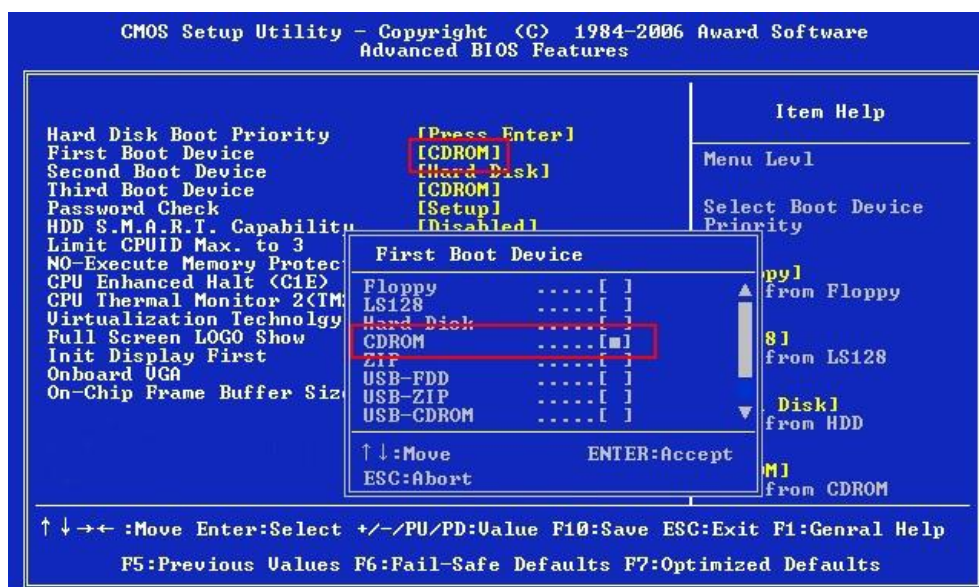 CMOS Setup Utility – Copyright (C) 1984-2006 Award Software
Advanced BIOS Features
Item Help
Hard Disk Boot Priority [Press Enter]
First Boot Device [CDROM]
Second Boot Device [Hard Disk]
Third Boot Device [CDROM]
Password Check [Setup]
HDD S.M.A.R.T. Capability [Disabled]
Limit CPUID Max. to 3
NO-Execute Memory Protec
CPU Enhanced Halt (C1E)
CPU Thermal Monitor 2(TM
Virtualization Technolgy
Full Screen LOGO Show
Init Display First
Onboard VGA
On-Chip Frame Buffer Siz
Menu Levl
Select Boot Device
Priority
py]
from Floppy
8]
from LS128
Disk]
from HDD
M]
from CDROM
First Boot Device
Floppy .....[ ]
LS128 .....[ ]
Hard Disk .....[ ]
CDROM .....[■]
ZIP .....[ ]
USB-FDD .....[ ]
USB-ZIP .....[ ]
USB-CDROM .....[ ]
↑↓:Move ENTER:Accept
ESC:Abort
↑↓→← :Move Enter:Select +/-/PU/PD:Value F10:Save ESC:Exit F1:Genral Help
F5:Previous Values F6:Fail-Safe Defaults F7:Optimized Defaults